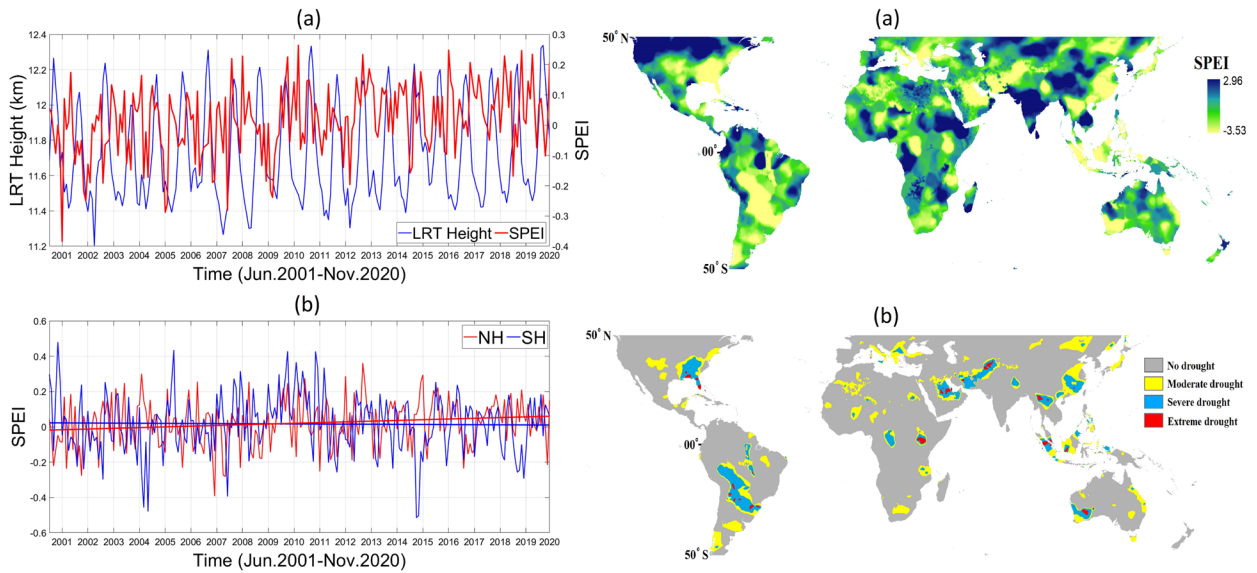 (a)
12.4
12.2
12
11.8
11.6
11.4
11.2
LRT Height (km)
0.3
0.2
0.1
0
-0.1
-0.2
-0.3
-0.4
SPEI
LRT Height SPEI
2001 2002 2003 2004 2005 2006 2007 2008 2009 2010 2011 2012 2013 2014 2015 2016 2017 2018 2019 2020
Time (Jun.2001-Nov.2020)
(b)
0.6
0.4
0.2
0
-0.2
-0.4
-0.6
SPEI
NH SH
2001 2002 2003 2004 2005 2006 2007 2008 2009 2010 2011 2012 2013 2014 2015 2016 2017 2018 2019 2020
Time (Jun.2001-Nov.2020)
(a)
50°N
00°
50°S
SPEI
2.96
-3.53
(b)
50°N
00°
50°S
No drought
Moderate drought
Severe drought
Extreme drought